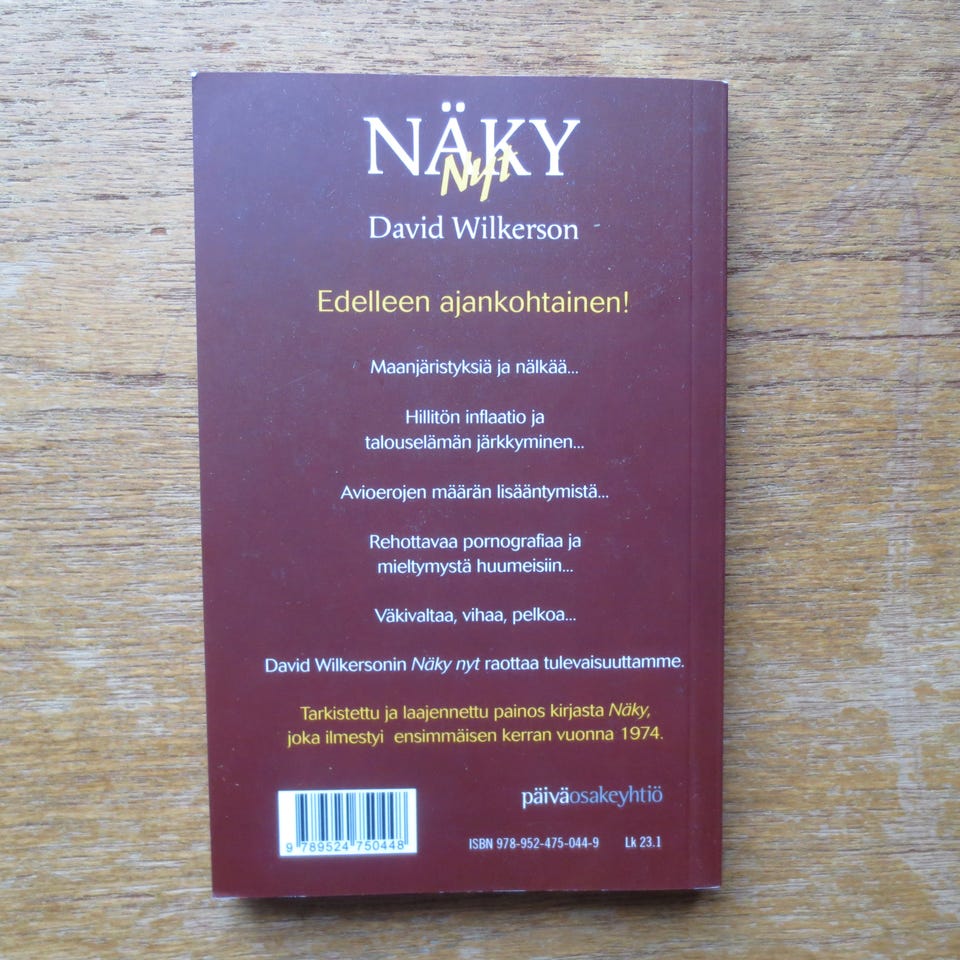 NÄKY
Nyt
David Wilkerson
Edelleen ajankohtainen!
Maanjäristyksiä ja nälkää...
Hillitön inflaatio ja
talouselämän järkkyminen...
Avioerojen määrän lisääntymistä...
Rehottavaa pornografiaa ja
mieltymystä huumeisiin...
Väkivaltaa, vihaa, pelkoa...
David Wilkersonin Näky nyt raottaa tulevaisuuttamme.
Tarkistettu ja laajennettu painos kirjasta Näky,
joka ilmestyi ensimmäisen kerran vuonna 1974.
päiväosakeyhtiö
9 789524 750448
ISBN 978-952-475-044-9 Lk 23.1